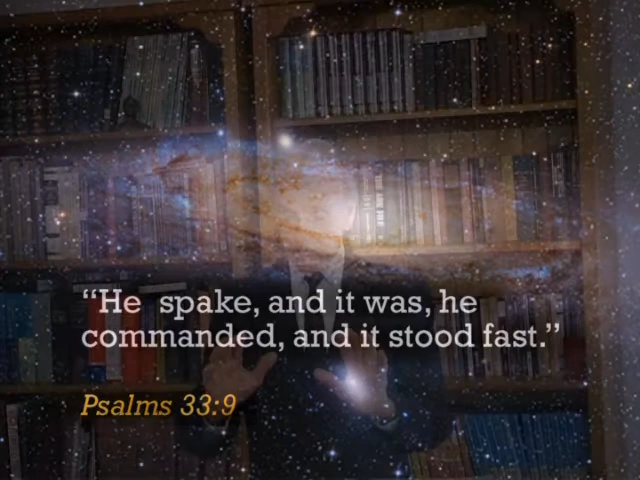 “He spake, and it was, he
commanded, and it stood fast.”
Psalms 33:9